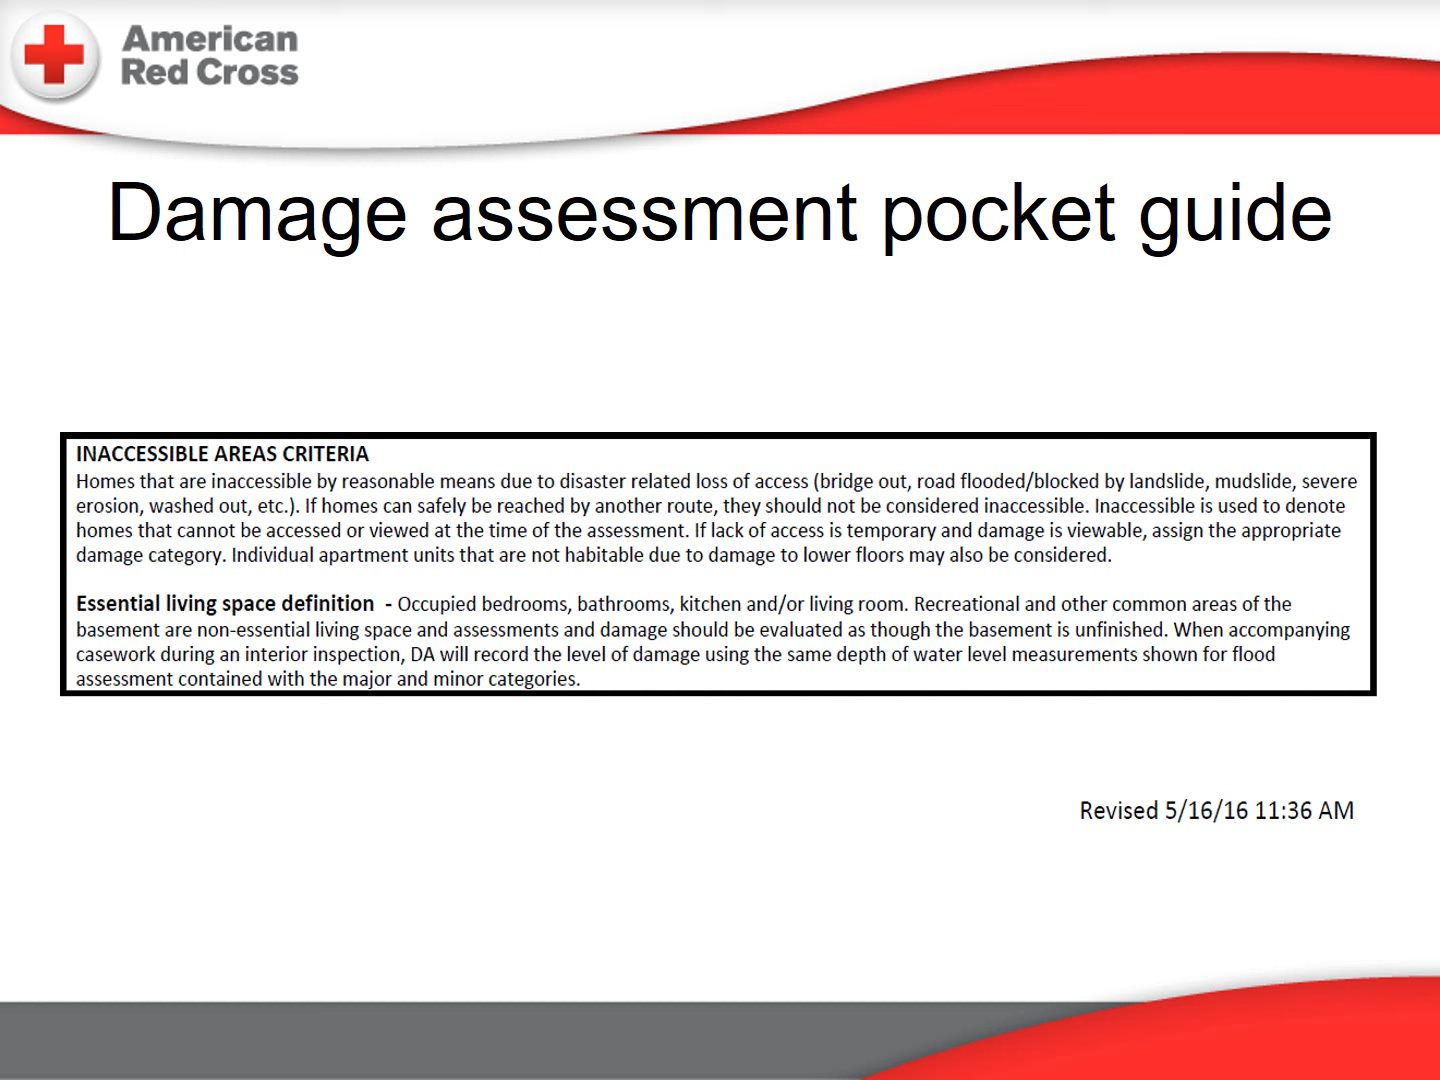 American
Red Cross
Damage assessment pocket guide
INACCESSIBLE AREAS CRITERIA
Homes that are inaccessible by reasonable means due to disaster related loss of access (bridge out, road flooded/blocked by landslide, mudslide, severe
erosion, washed out, etc.). If homes can safely be reached by another route, they should not be considered inaccessible. Inaccessible is used to denote
homes that cannot be accessed or viewed at the time of the assessment. If lack of access is temporary and damage is viewable, assign the appropriate
damage category. Individual apartment units that are not habitable due to damage to lower floors may also be considered.
Essential living space definition - Occupied bedrooms, bathrooms, kitchen and/or living room. Recreational and other common areas of the
basement are non-essential living space and assessments and damage should be evaluated as though the basement is unfinished. When accompanying
casework during an interior inspection, DA will record the level of damage using the same depth of water level measurements shown for flood
assessment contained with the major and minor categories.
Revised 5/16/16 11:36 AM